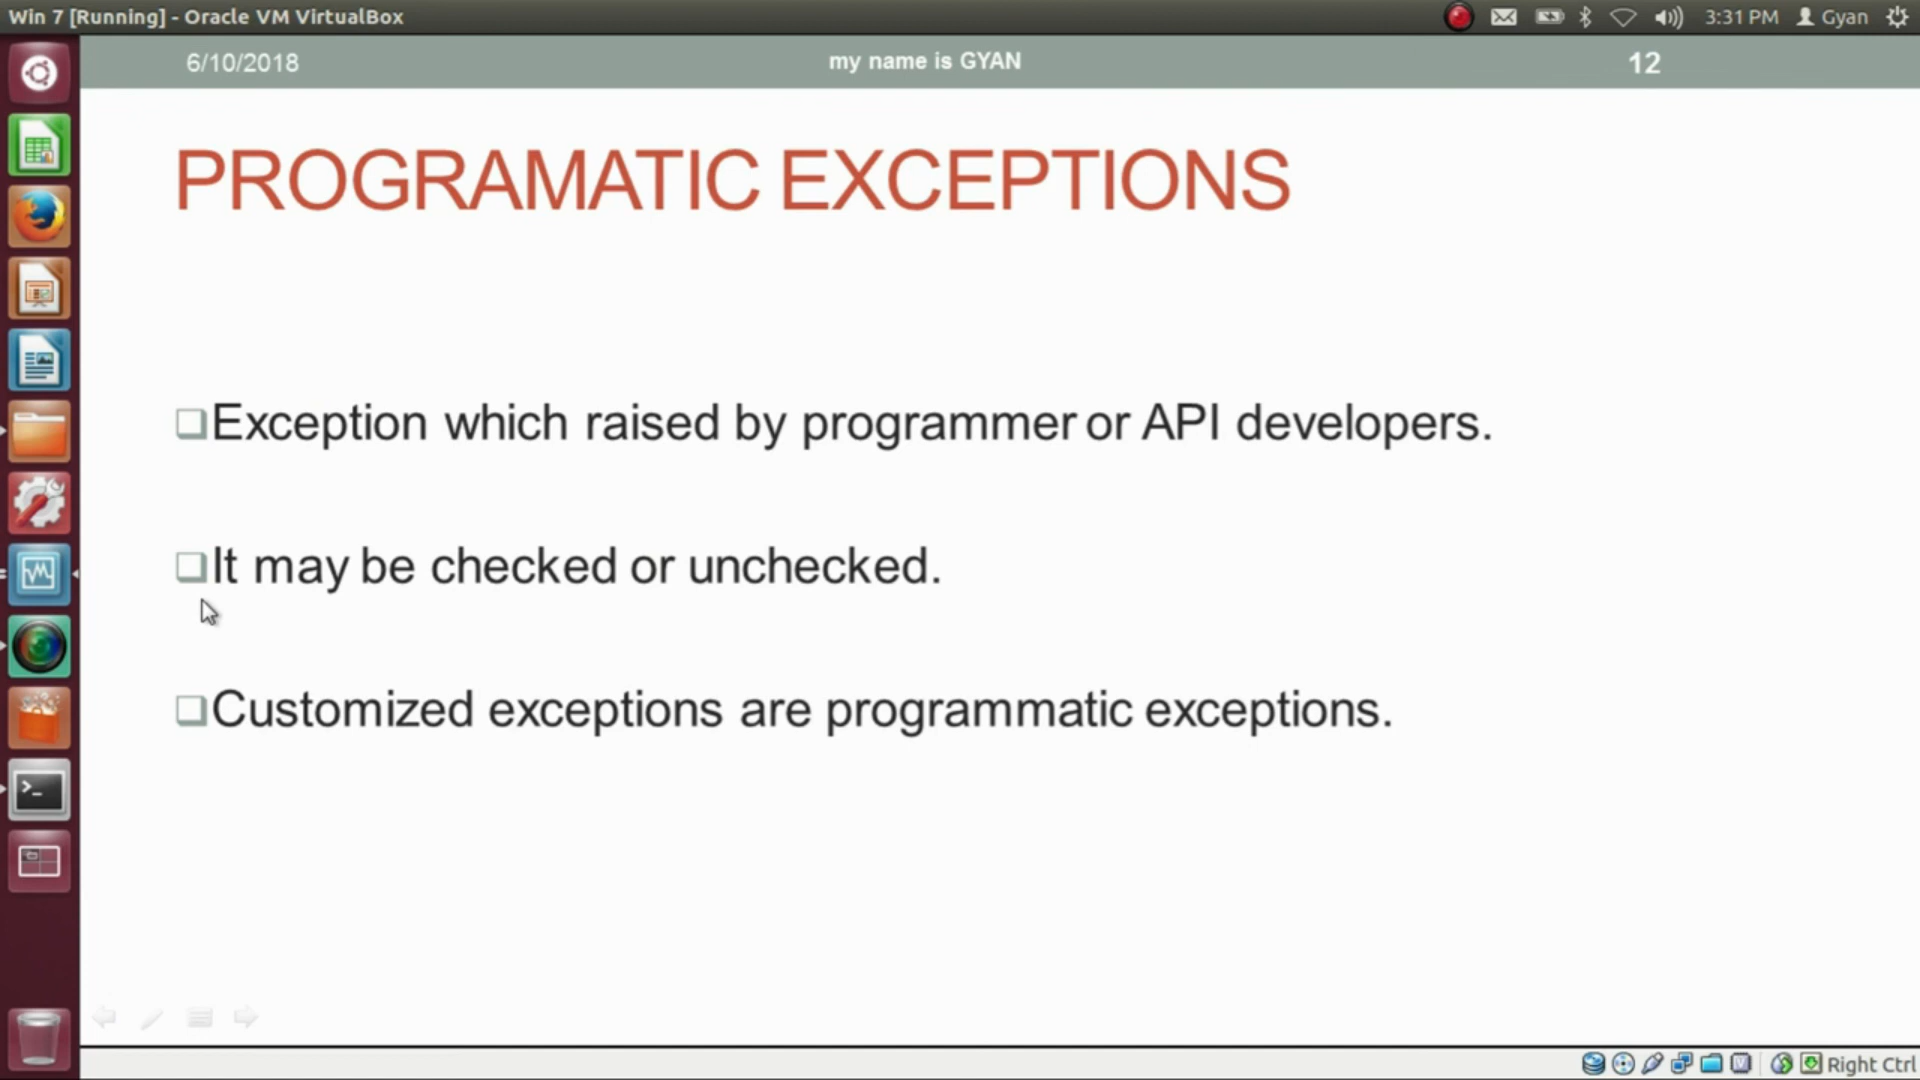 Win 7 [Running] - Oracle VM VirtualBox
3:31 PM Gyan
6/10/2018
my name is GYAN
12
PROGRAMATIC EXCEPTIONS
Exception which raised by programmer or API developers.
It may be checked or unchecked.
Customized exceptions are programmatic exceptions.
Right Ctrl